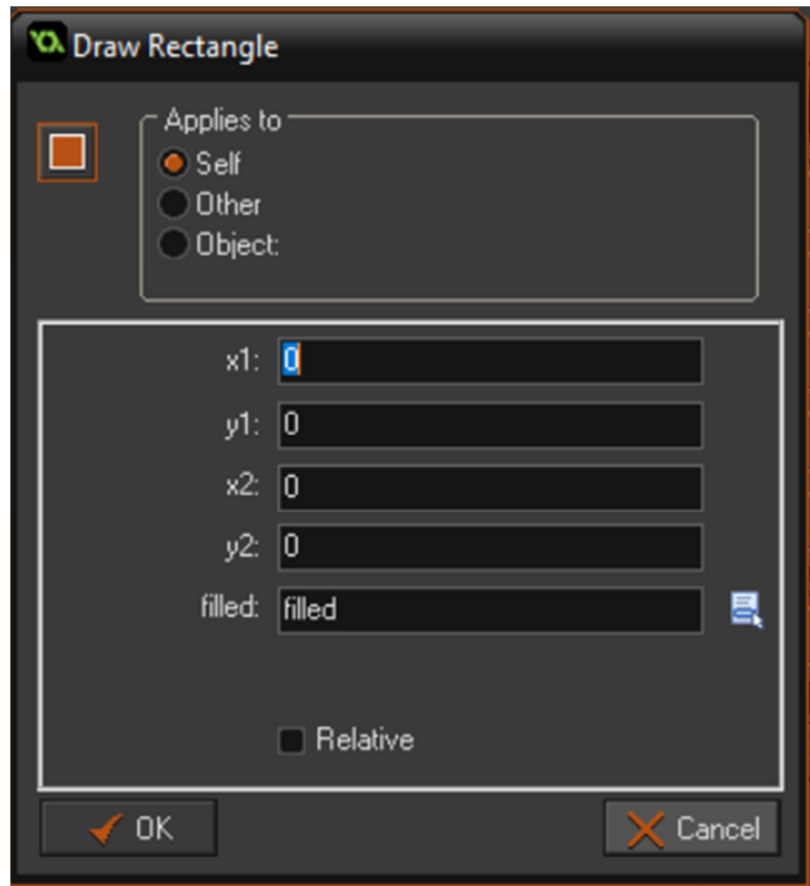 Draw Rectangle
Applies to
Self
Other
Object:
x1: 0
y1: 0
x2: 0
y2: 0
filled: filled
Relative
OK Cancel